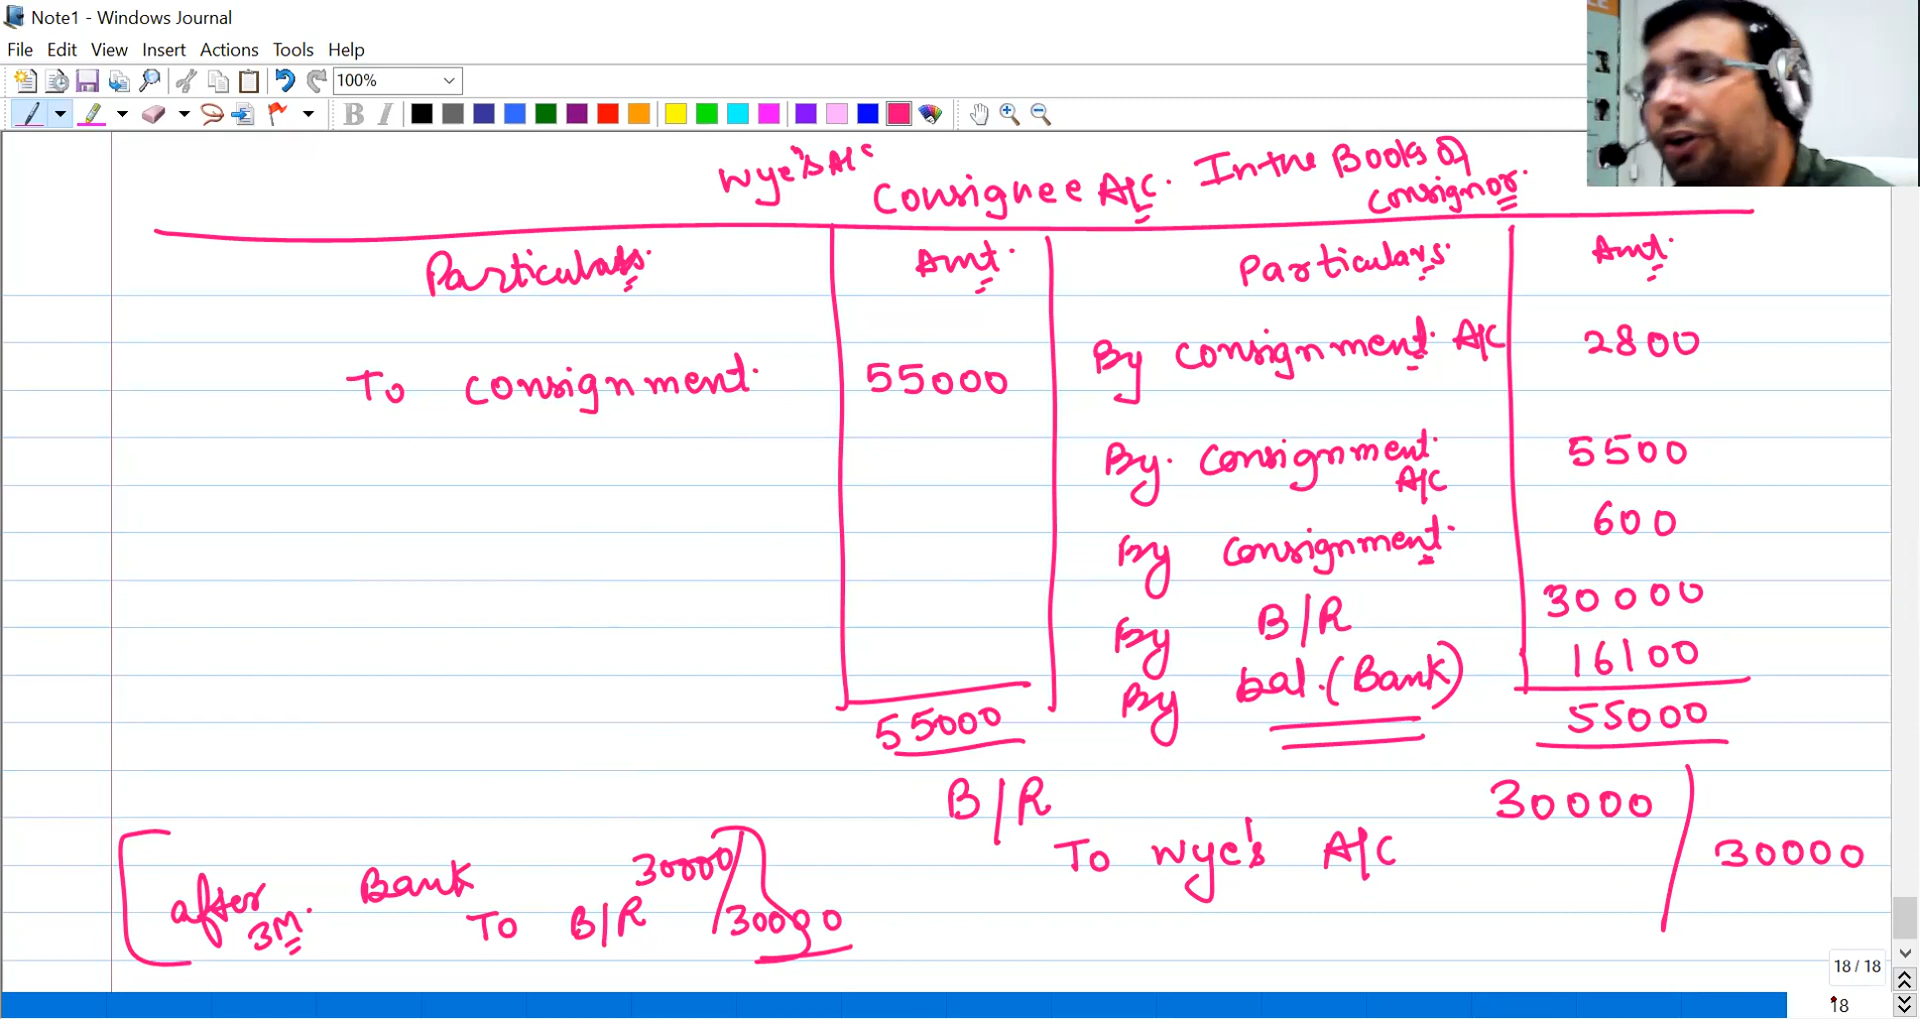 Note1 - Windows Journal
File Edit View Insert Actions Tools Help
100%
B I
Wye's A/c
Consignee A/C. In the Books of
consignor.
Particulars. Amt. Particulars. Amt.
To consignment. 55000 By consignment. A/C 2800
By. consignment. 5500
A/C
By consignment. 600
By B/R 30000
By bal. (Bank) 16100
55000 55000
B/R 30000
To wye's A/C 30000
after Bank 30000
3M. To B/R 30000
18 / 18
18